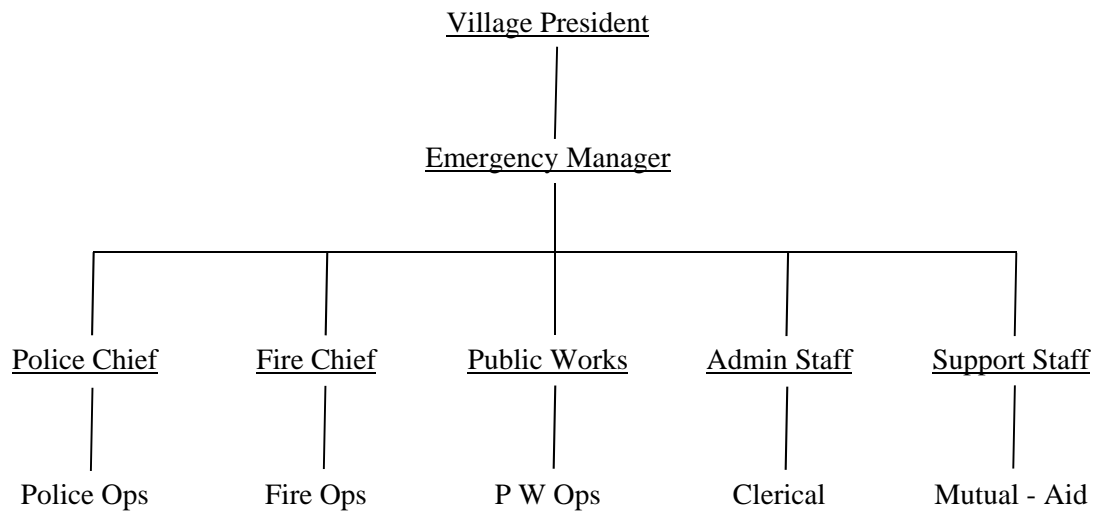 Village President
Emergency Manager
Police Chief Fire Chief Public Works Admin Staff Support Staff
Police Ops Fire Ops P W Ops Clerical Mutual - Aid